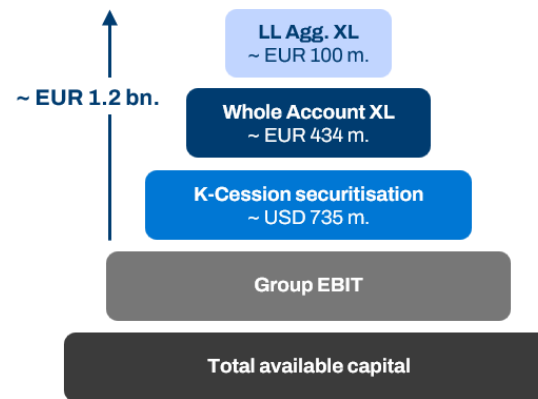 LL Agg. XL
~ EUR 100 m.
~ EUR 1.2 bn.
Whole Account XL
~ EUR 434 m.
K-Cession securitisation
~ USD 735 m.
Group EBIT
Total available capital